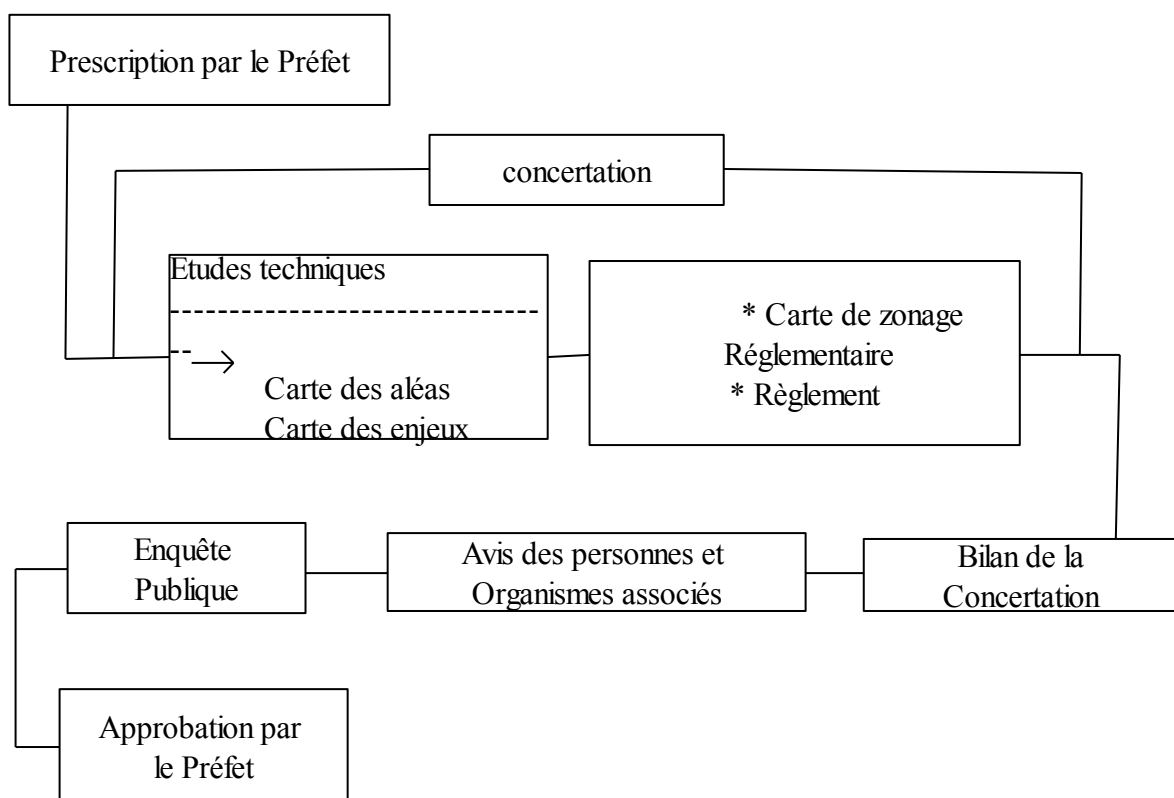 Prescription par le Préfet
concertation
Etudes techniques
Carte des aléas
Carte des enjeux
* Carte de zonage
Réglementaire
* Règlement
Enquête
Publique
Avis des personnes et
Organismes associés
Bilan de la
Concertation
Approbation par
le Préfet